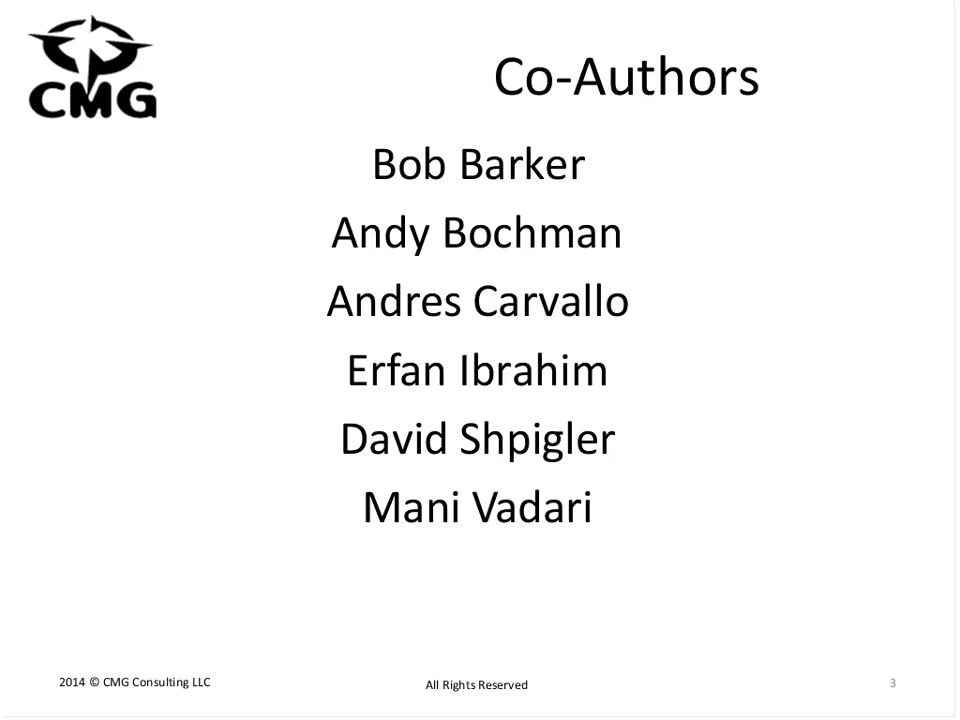 CMG
Co-Authors
Bob Barker
Andy Bochman
Andres Carvallo
Erfan Ibrahim
David Shpigler
Mani Vadari
2014 © CMG Consulting LLC
All Rights Reserved
3